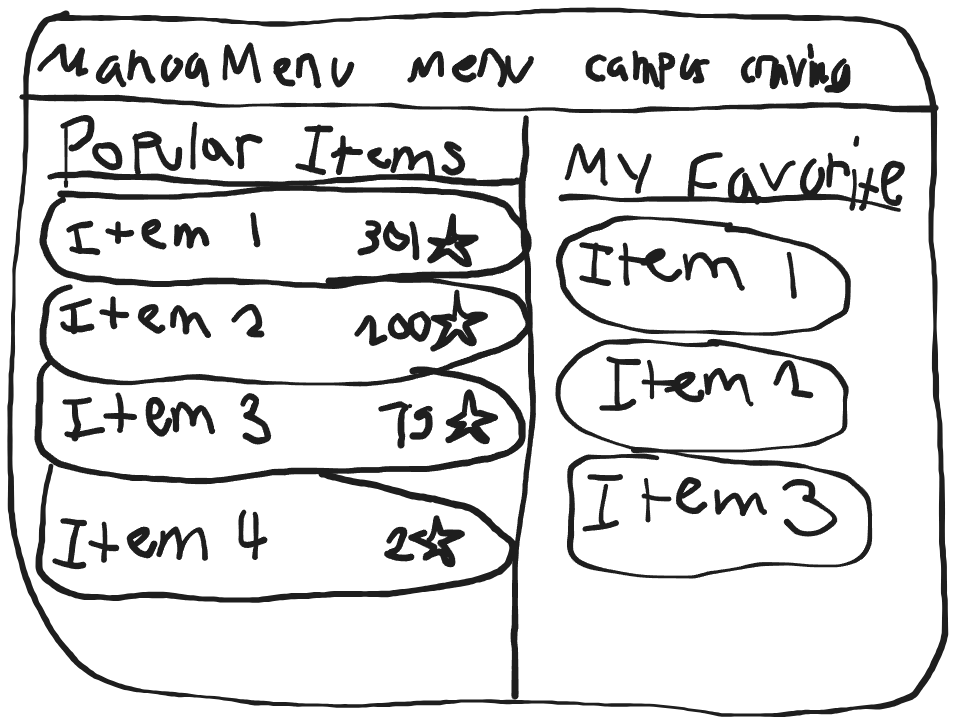 ManoaMenu menu campus craving
Popular Items
Item 1 301
Item 2 200
Item 3 75
Item 4 25
My Favorite
Item 1
Item 2
Item 3